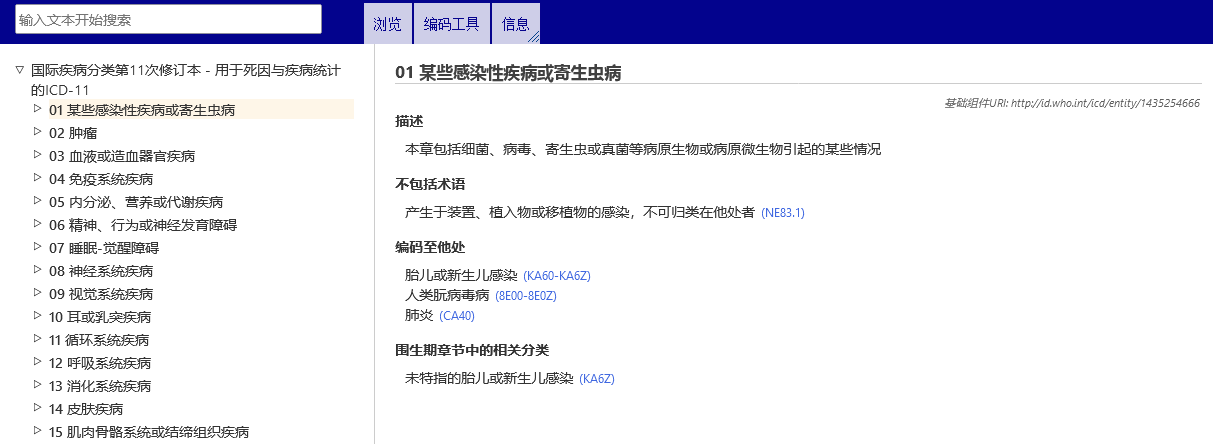 输入文本开始搜索
浏览
编码工具
信息
国际疾病分类第11次修订本 - 用于死因与疾病统计
的ICD-11
01 某些感染性疾病或寄生虫病
02 肿瘤
03 血液或造血器官疾病
04 免疫系统疾病
05 内分泌、营养或代谢疾病
06 精神、行为或神经发育障碍
07 睡眠-觉醒障碍
08 神经系统疾病
09 视觉系统疾病
10 耳或乳突疾病
11 循环系统疾病
12 呼吸系统疾病
13 消化系统疾病
14 皮肤疾病
15 肌肉骨骼系统或结缔组织疾病
01 某些感染性疾病或寄生虫病
基础组件URI: http://id.who.int/icd/entity/1435254666
描述
本章包括细菌、病毒、寄生虫或真菌等病原生物或病原微生物引起的某些情况
不包括术语
产生于装置、植入物或移植物的感染，不可归类在他处者 (NE83.1)
编码至他处
胎儿或新生儿感染 (KA60-KA6Z)
人类朊病毒病 (8E00-8E0Z)
肺炎 (CA40)
围生期章节中的相关分类
未特指的胎儿或新生儿感染 (KA6Z)